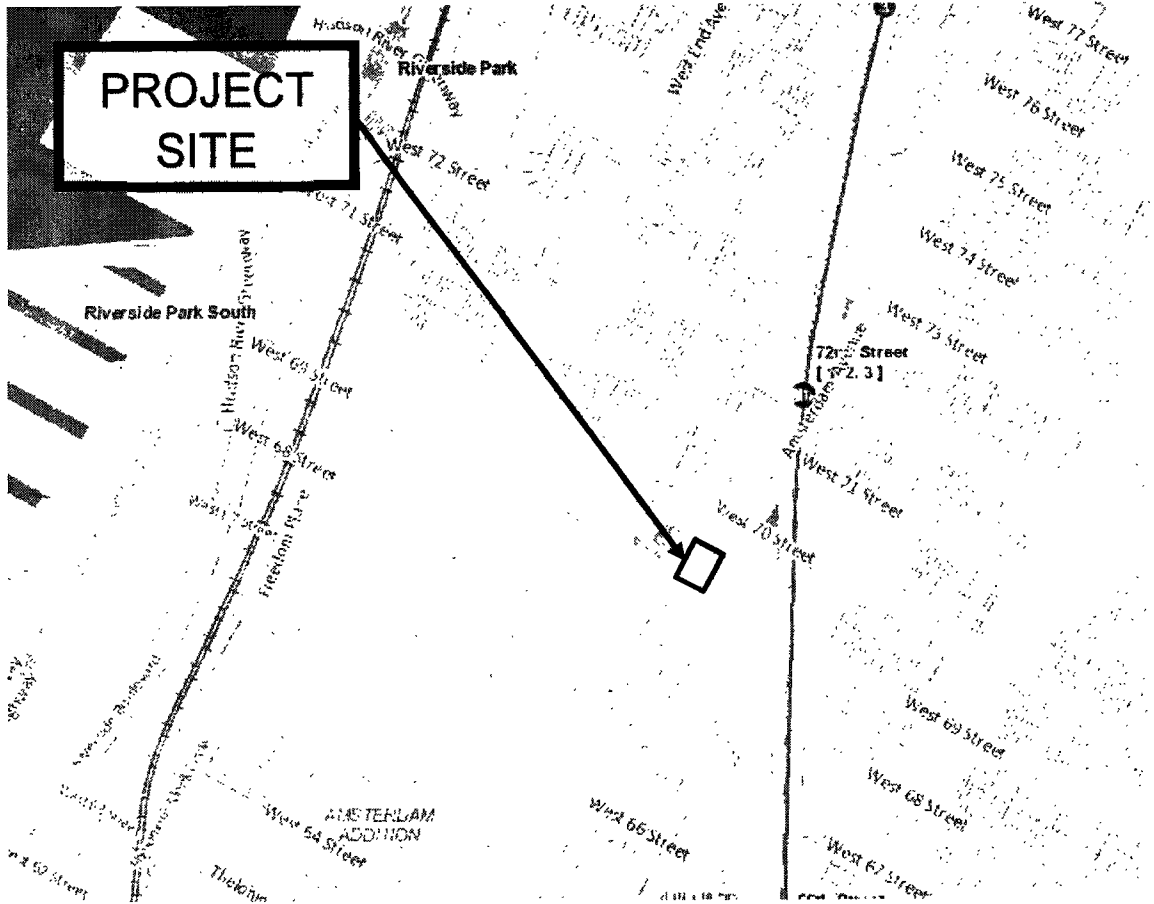 PROJECT
SITE
Riverside Park
West End Ave
West 77 Street
West 76 Street
West 72 Street
West 75 Street
71 Street
West 74 Street
Riverside Park South
Hudson River Greenway
West 73 Street
72n Street
Amsterdam Avenue
West 69 Street
West 68 Street
West 71 Street
West 70 Street
Freedom Place
West 69 Street
West 68 Street
West 66 Street
West 64 Street
AMSTERDAM
ADDITION
West 67 Street